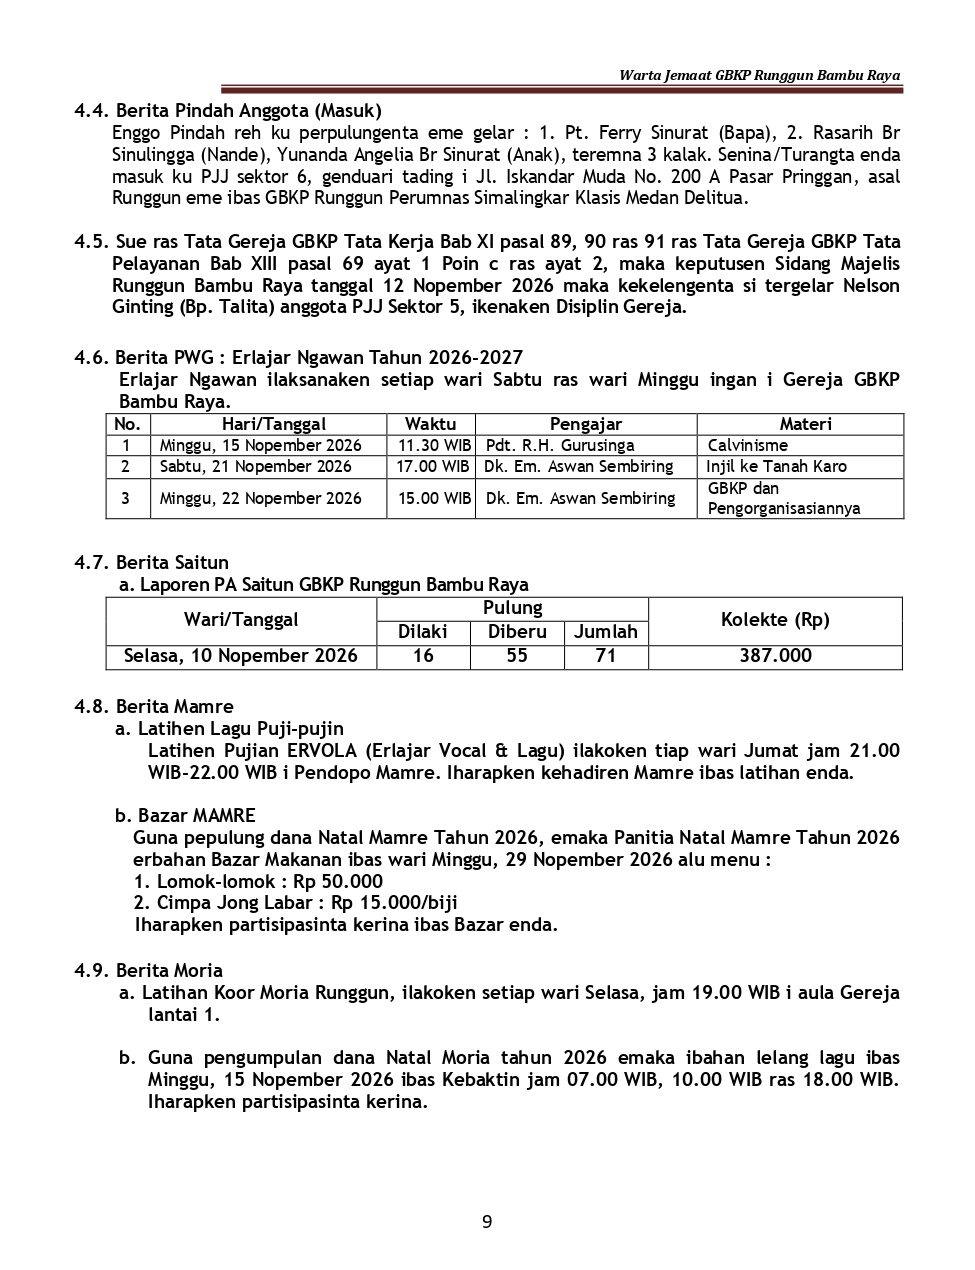 Warta Jemaat GBKP Runggun Bambu Raya
4.4. Berita Pindah Anggota (Masuk)
Enggo Pindah reh ku perpulungenta eme gelar : 1. Pt. Ferry Sinurat (Bapa), 2. Rasarih Br
Sinulingga (Nande), Yunanda Angelia Br Sinurat (Anak), teremna 3 kalak. Senina/Turangta enda
masuk ku PJJ sektor 6, genduari tading i Jl. Iskandar Muda No. 200 A Pasar Pringgan, asal
Runggun eme ibas GBKP Runggun Perumnas Simalingkar Klasis Medan Delitua.
4.5. Sue ras Tata Gereja GBKP Tata Kerja Bab XI pasal 89, 90 ras 91 ras Tata Gereja GBKP Tata
Pelayanan Bab XIII pasal 69 ayat 1 Poin c ras ayat 2, maka keputusen Sidang Majelis
Runggun Bambu Raya tanggal 12 Nopember 2026 maka kekelengenta si tergelar Nelson
Ginting (Bp. Talita) anggota PJJ Sektor 5, ikenaken Disiplin Gereja.
4.6. Berita PWG : Erlajar Ngawan Tahun 2026-2027
Erlajar Ngawan ilaksanaken setiap wari Sabtu ras wari Minggu ingan i Gereja GBKP
Bambu Raya.
No. Hari/Tanggal Waktu Pengajar Materi
1 Minggu, 15 Nopember 2026 11.30 WIB Pdt. R.H. Gurusinga Calvinisme
2 Sabtu, 21 Nopember 2026 17.00 WIB Dk. Em. Aswan Sembiring Injil ke Tanah Karo
3 Minggu, 22 Nopember 2026 15.00 WIB Dk. Em. Aswan Sembiring GBKP dan
Pengorganisasiannya
4.7. Berita Saitun
a. Laporen PA Saitun GBKP Runggun Bambu Raya
Wari/Tanggal Pulung Kolekte (Rp)
Dilaki Diberu Jumlah
Selasa, 10 Nopember 2026 16 55 71 387.000
4.8. Berita Mamre
a. Latihen Lagu Puji-pujin
Latihen Pujian ERVOLA (Erlajar Vocal & Lagu) ilakoken tiap wari Jumat jam 21.00
WIB-22.00 WIB i Pendopo Mamre. Iharapken kehadiren Mamre ibas latihan enda.
b. Bazar MAMRE
Guna pepulung dana Natal Mamre Tahun 2026, emaka Panitia Natal Mamre Tahun 2026
erbahan Bazar Makanan ibas wari Minggu, 29 Nopember 2026 alu menu :
1. Lomok-lomok : Rp 50.000
2. Cimpa Jong Labar : Rp 15.000/biji
Iharapken partisipasinta kerina ibas Bazar enda.
4.9. Berita Moria
a. Latihan Koor Moria Runggun, ilakoken setiap wari Selasa, jam 19.00 WIB i aula Gereja
lantai 1.
b. Guna pengumpulan dana Natal Moria tahun 2026 emaka ibahan lelang lagu ibas
Minggu, 15 Nopember 2026 ibas Kebaktin jam 07.00 WIB, 10.00 WIB ras 18.00 WIB.
Iharapken partisipasinta kerina.
9